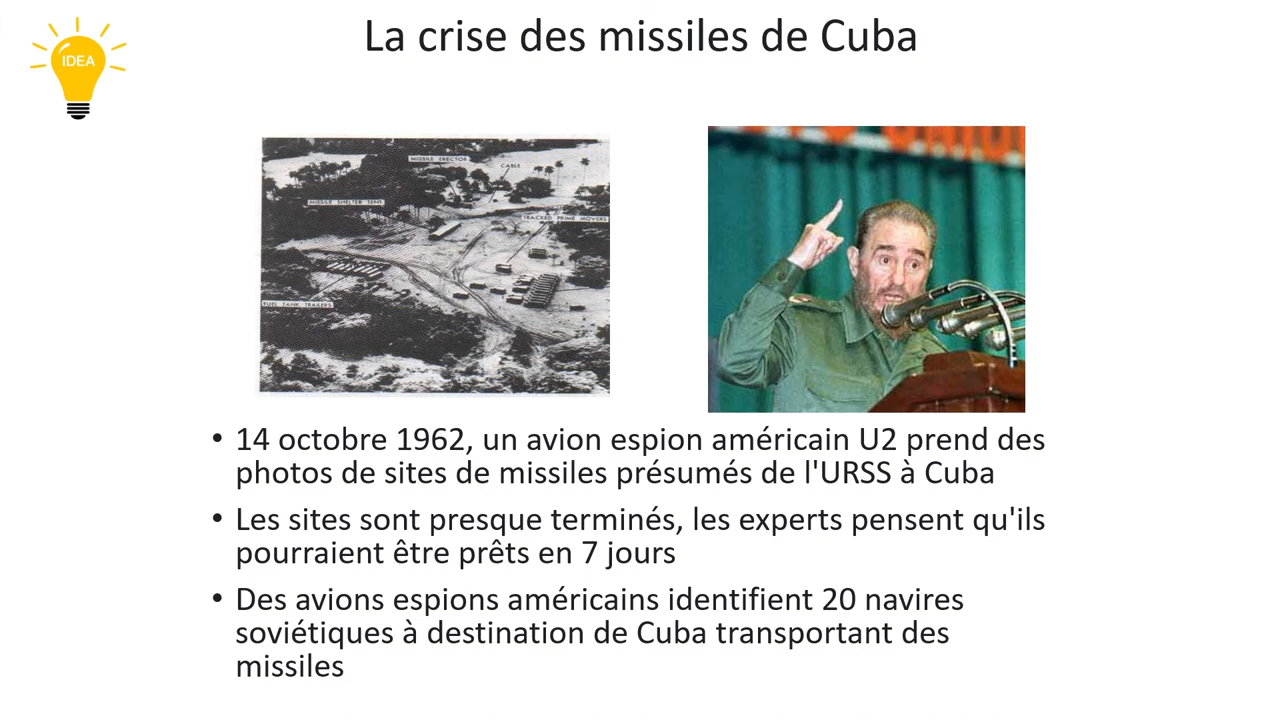 IDEA
La crise des missiles de Cuba
MISSILE ERECTOR
CABLE
MISSILE SHELTER TENT
TRACKED PRIME MOVERS
FUEL TANK TRAILERS
• 14 octobre 1962, un avion espion américain U2 prend des
photos de sites de missiles présumés de l'URSS à Cuba
• Les sites sont presque terminés, les experts pensent qu'ils
pourraient être prêts en 7 jours
• Des avions espions américains identifient 20 navires
soviétiques à destination de Cuba transportant des
missiles